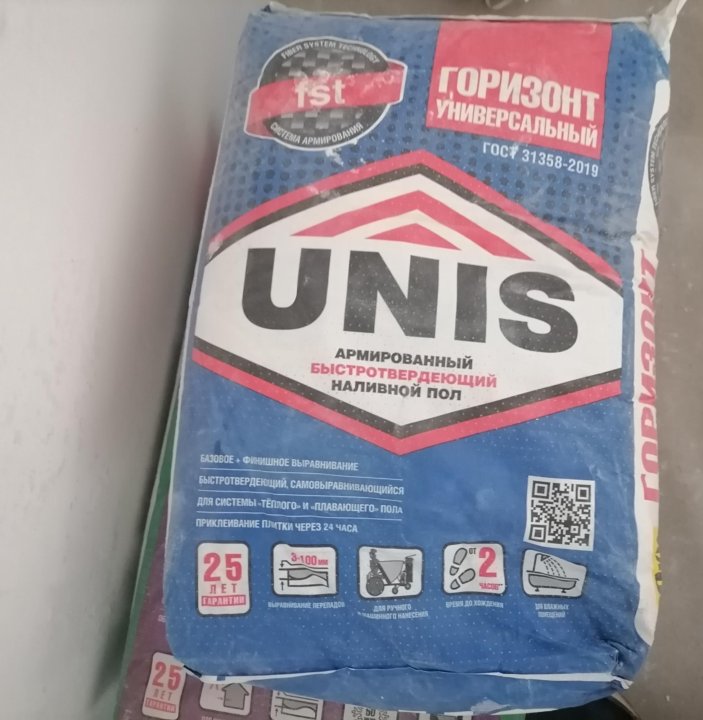 FIBER SYSTEM TECHNOLOGY
fst
СИСТЕМА АРМИРОВАНИЯ
ГОРИЗОНТ
УНИВЕРСАЛЬНЫЙ
ГОСТ 31358-2019
UNIS
АРМИРОВАННЫЙ
БЫСТРОТВЕРДЕЮЩИЙ
НАЛИВНОЙ ПОЛ
ГОРИЗОНТ
БАЗОВОЕ + ФИНИШНОЕ ВЫРАВНИВАНИЕ
БЫСТРОТВЕРДЕЮЩИЙ, САМОВЫРАВНИВАЮЩИЙСЯ
ДЛЯ СИСТЕМЫ «ТЁПЛОГО» И «ПЛАВАЮЩЕГО» ПОЛА
ПРИКЛЕИВАНИЕ ПЛИТКИ ЧЕРЕЗ 24 ЧАСА
25
ЛЕТ
ГАРАНТИИ
3-100 ММ
ВЫРАВНИВАНИЕ ПЕРЕПАДОВ
ДЛЯ РУЧНОГО
НАНЕСЕНИЯ
ОТ 2
ЧАСОВ**
ВРЕМЯ ДО ХОЖДЕНИЯ
ДЛЯ ВЛАЖНЫХ
ПОМЕЩЕНИЙ
25
ЛЕТ
ГАРАНТИИ